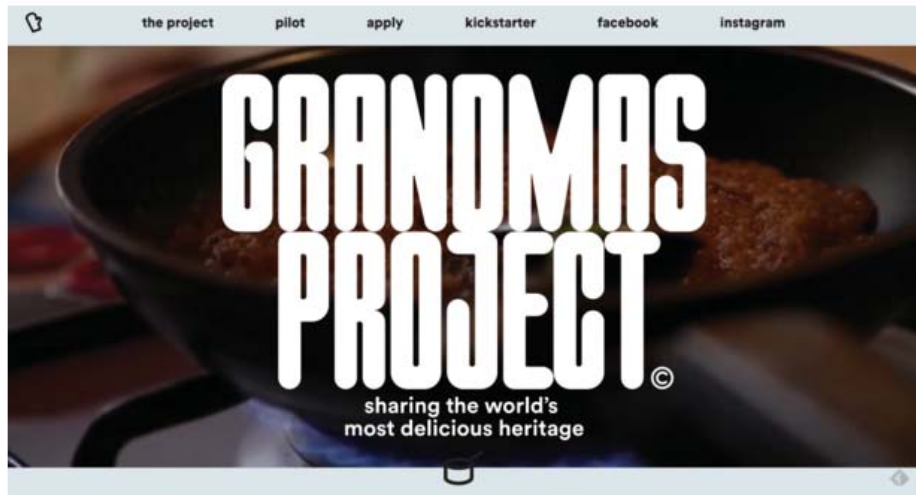 the project pilot apply kickstarter facebook instagram
GRANDMAS
PROJECT©
sharing the world's
most delicious heritage